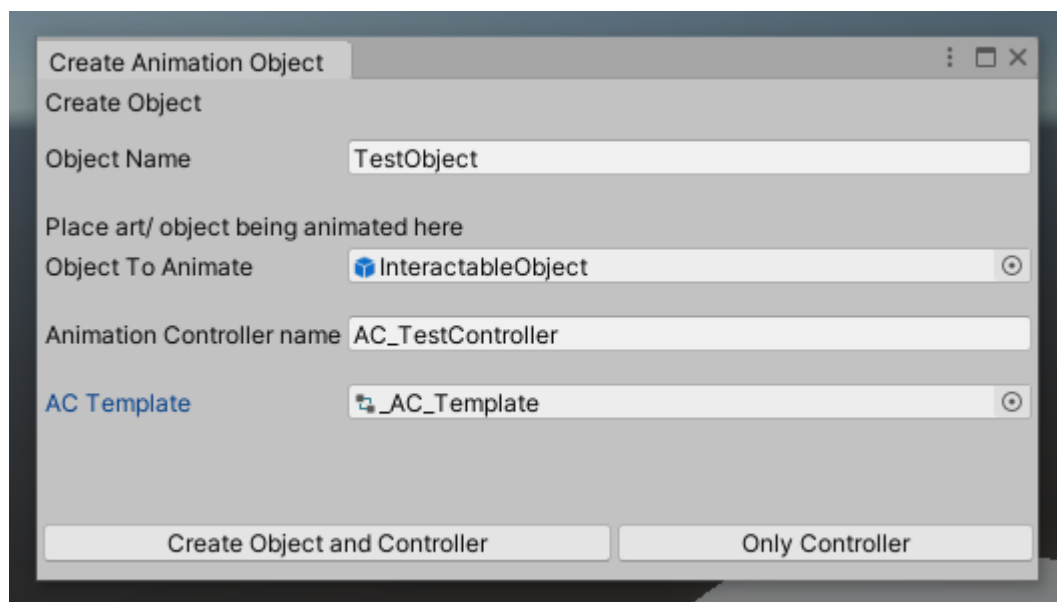 Create Animation Object
Create Object
Object Name TestObject
Place art/ object being animated here
Object To Animate InteractableObject
Animation Controller name AC_TestController
AC Template _AC_Template
Create Object and Controller Only Controller